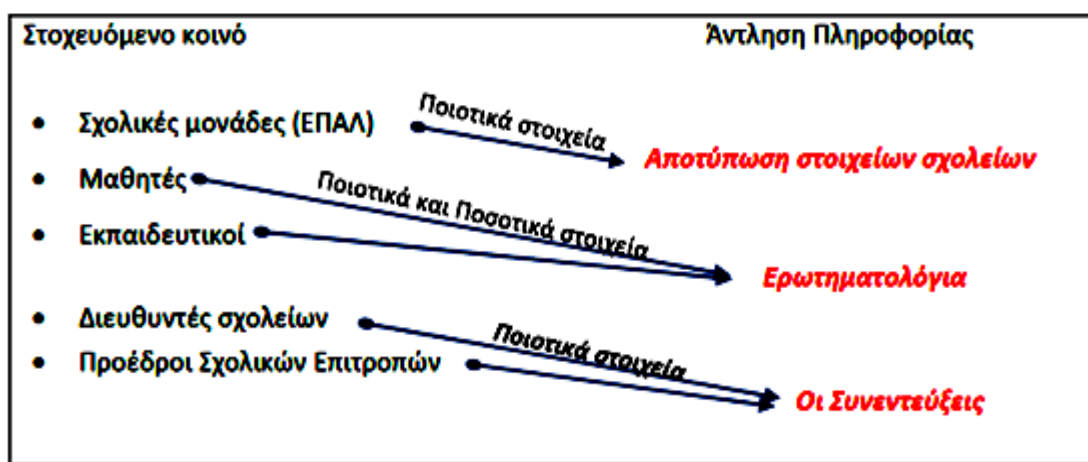 Στοχευόμενο κοινό Άντληση Πληροφορίας
• Σχολικές μονάδες (ΕΠΑΛ) Ποιοτικά στοιχεία Αποτύπωση στοιχείων σχολείων
• Μαθητές Ποιοτικά και Ποσοτικά στοιχεία
• Εκπαιδευτικοί Ερωτηματολόγια
• Διευθυντές σχολείων Ποιοτικά στοιχεία
• Προέδροι Σχολικών Επιτροπών Οι Συνεντεύξεις